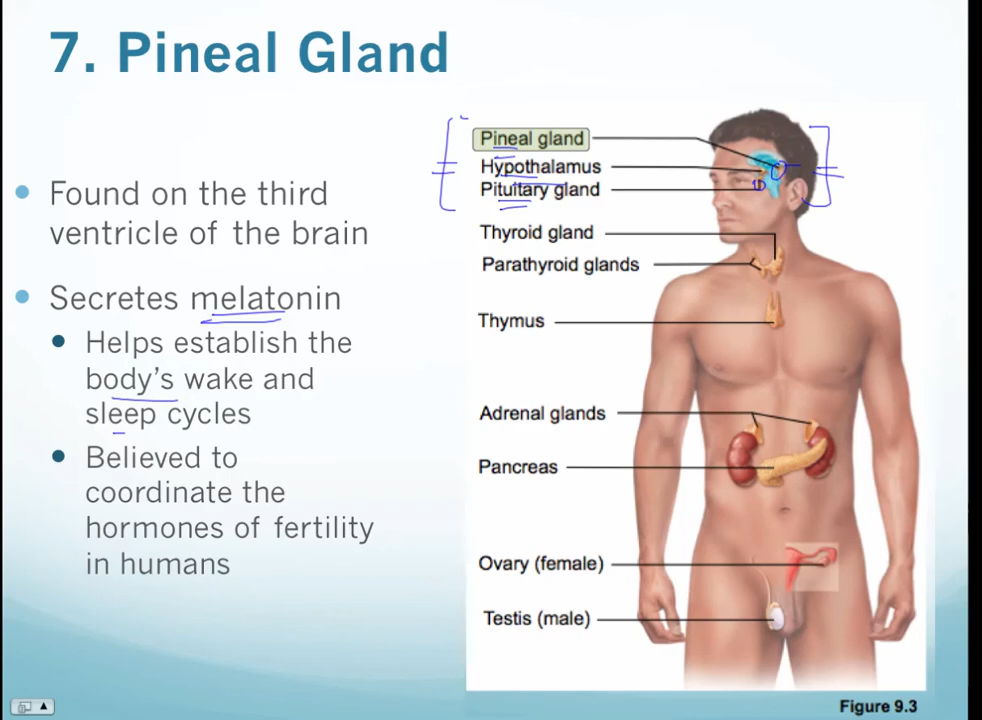 7. Pineal Gland
Found on the third
ventricle of the brain
Secretes melatonin
Helps establish the
body's wake and
sleep cycles
Believed to
coordinate the
hormones of fertility
in humans
Pineal gland
Hypothalamus
Pituitary gland
Thyroid gland
Parathyroid glands
Thymus
Adrenal glands
Pancreas
Ovary (female)
Testis (male)
Figure 9.3